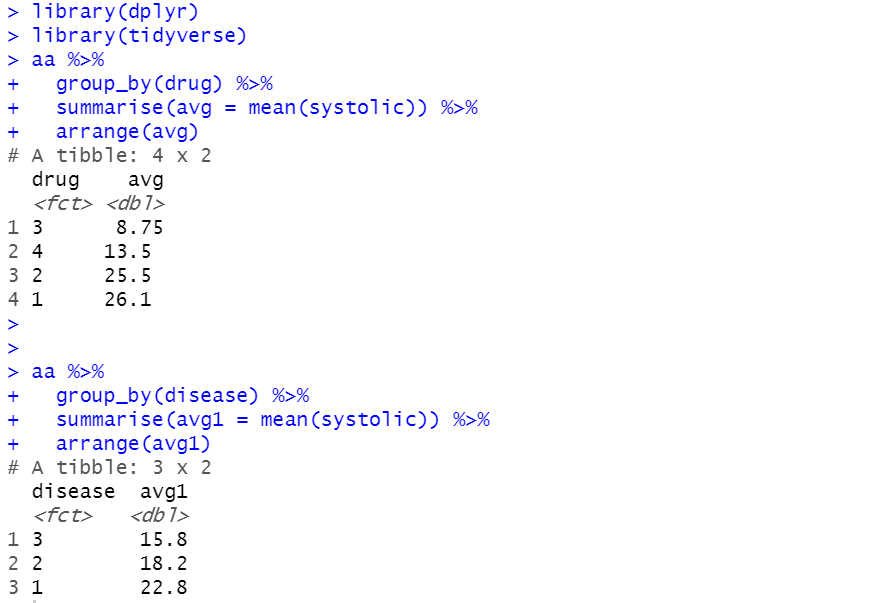 > library(dplyr)
> library(tidyverse)
> aa %>%
+   group_by(drug) %>%
+   summarise(avg = mean(systolic)) %>%
+   arrange(avg)
# A tibble: 4 x 2
  drug    avg
  <fct> <dbl>
1 3      8.75
2 4     13.5
3 2     25.5
4 1     26.1
>
>
> aa %>%
+   group_by(disease) %>%
+   summarise(avg1 = mean(systolic)) %>%
+   arrange(avg1)
# A tibble: 3 x 2
  disease  avg1
  <fct>   <dbl>
1 3        15.8
2 2        18.2
3 1        22.8